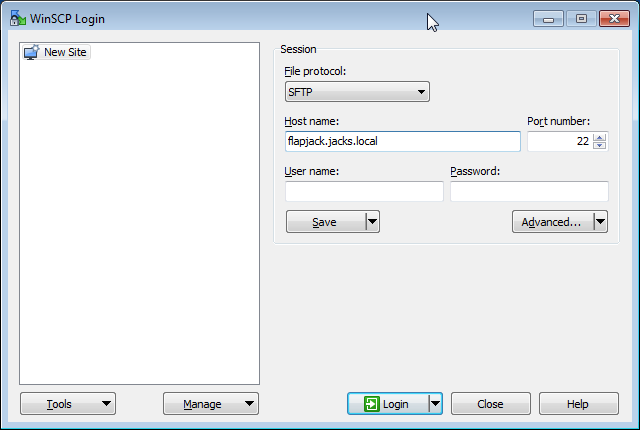 WinSCP Login
New Site
Session
File protocol:
SFTP
Host name:
Port number:
flapjack.jacks.local
22
User name:
Password:
Save
Advanced...
Tools
Manage
Login
Close
Help